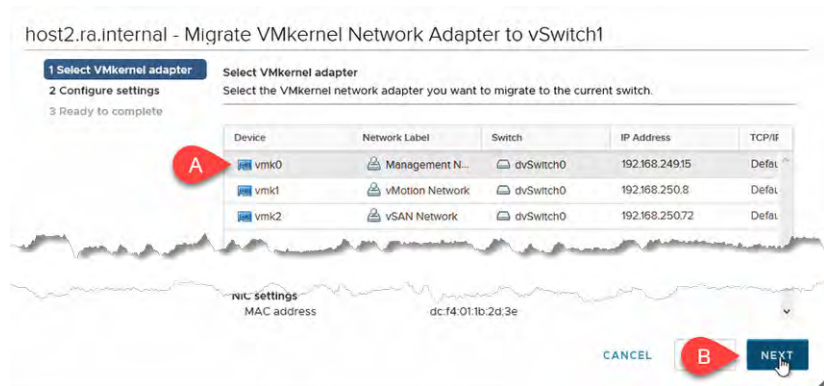 host2.ra.internal - Migrate VMkernel Network Adapter to vSwitch1
1 Select VMkernel adapter
2 Configure settings
3 Ready to complete
Select VMkernel adapter
Select the VMkernel network adapter you want to migrate to the current switch.
Device Network Label Switch IP Address TCP/IP
A vmk0 Management N... dvSwitch0 192.168.249.15 Defau
vmk1 vMotion Network dvSwitch0 192.168.250.8 Defau
vmk2 vSAN Network dvSwitch0 192.168.250.72 Defau
NIC settings
MAC address dc:f4:01:1b:2d:3e
CANCEL B NEXT